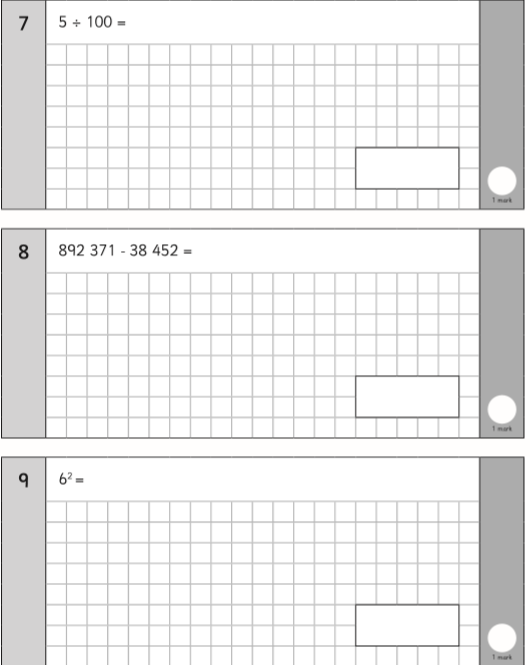 7 5 ÷ 100 =
1 mark
8 892 371 - 38 452 =
1 mark
9 6² =
1 mark